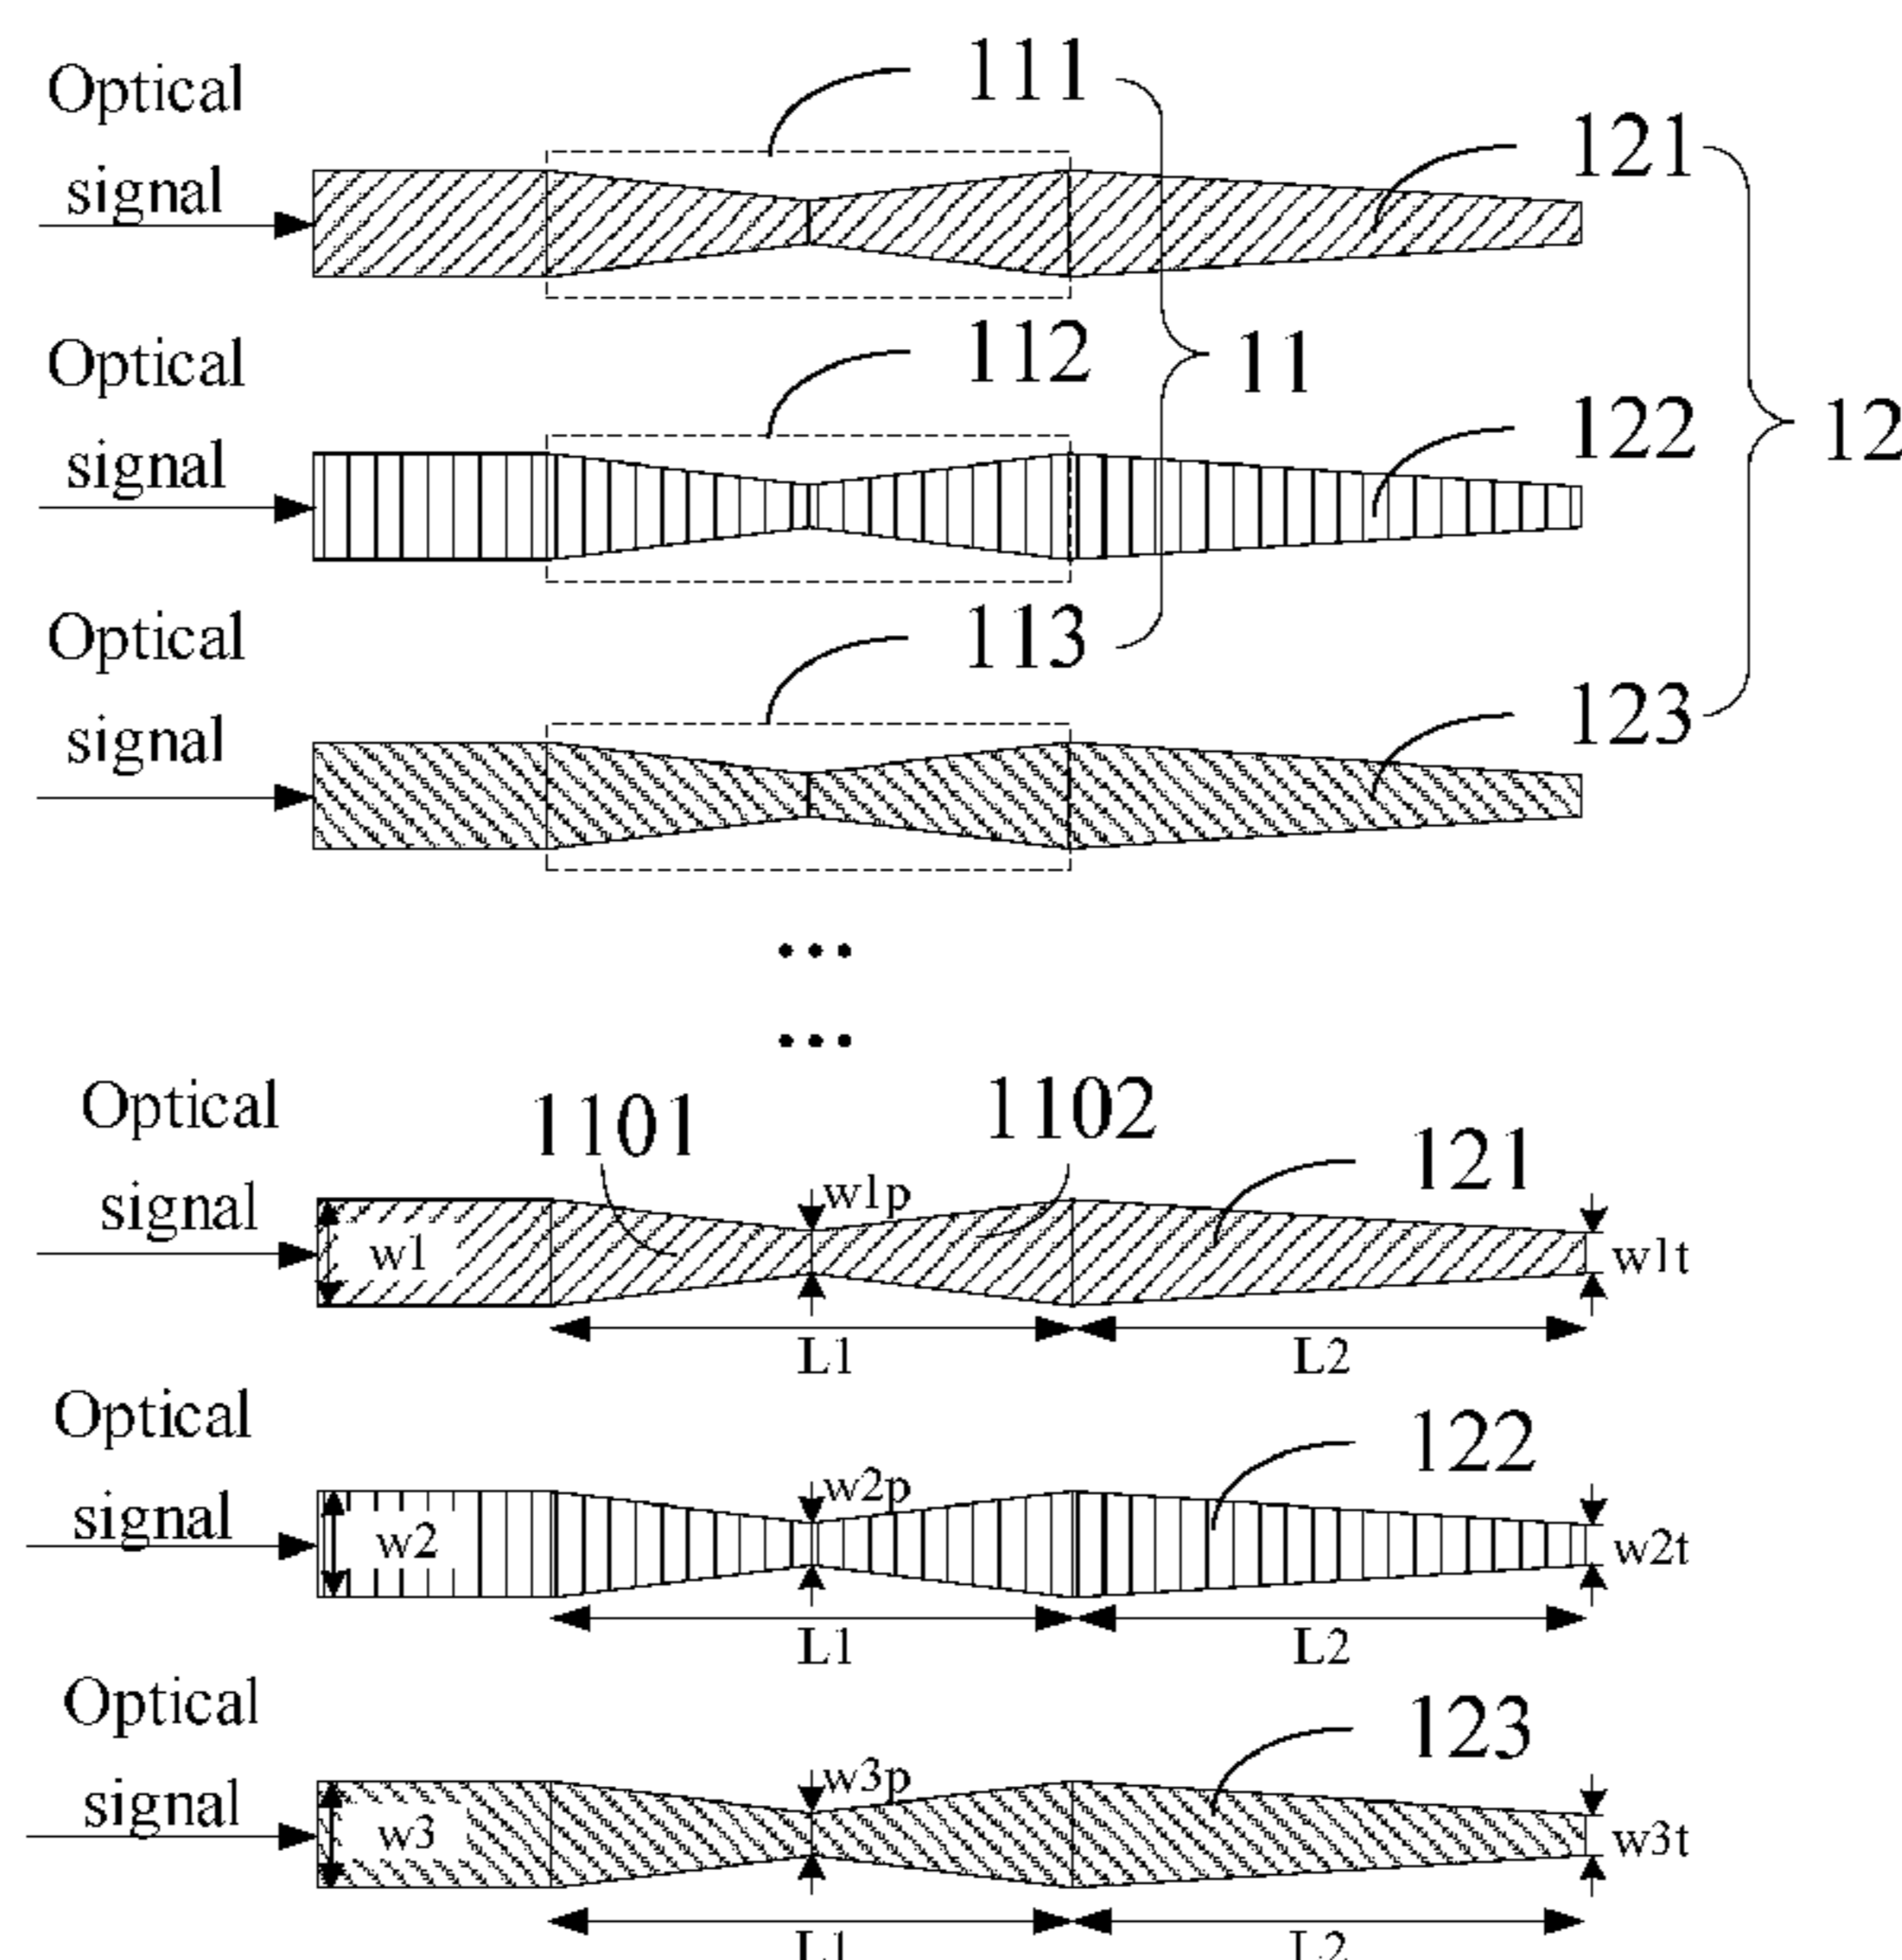 Optical
signal
111
121
Optical
signal
112
11
122
12
Optical
signal
113
123
...
...
Optical
signal
1101
1102
121
w1
w1p
w1t
L1
L2
Optical
signal
122
w2
w2p
w2t
L1
L2
Optical
signal
123
w3
w3p
w3t
L1
L2